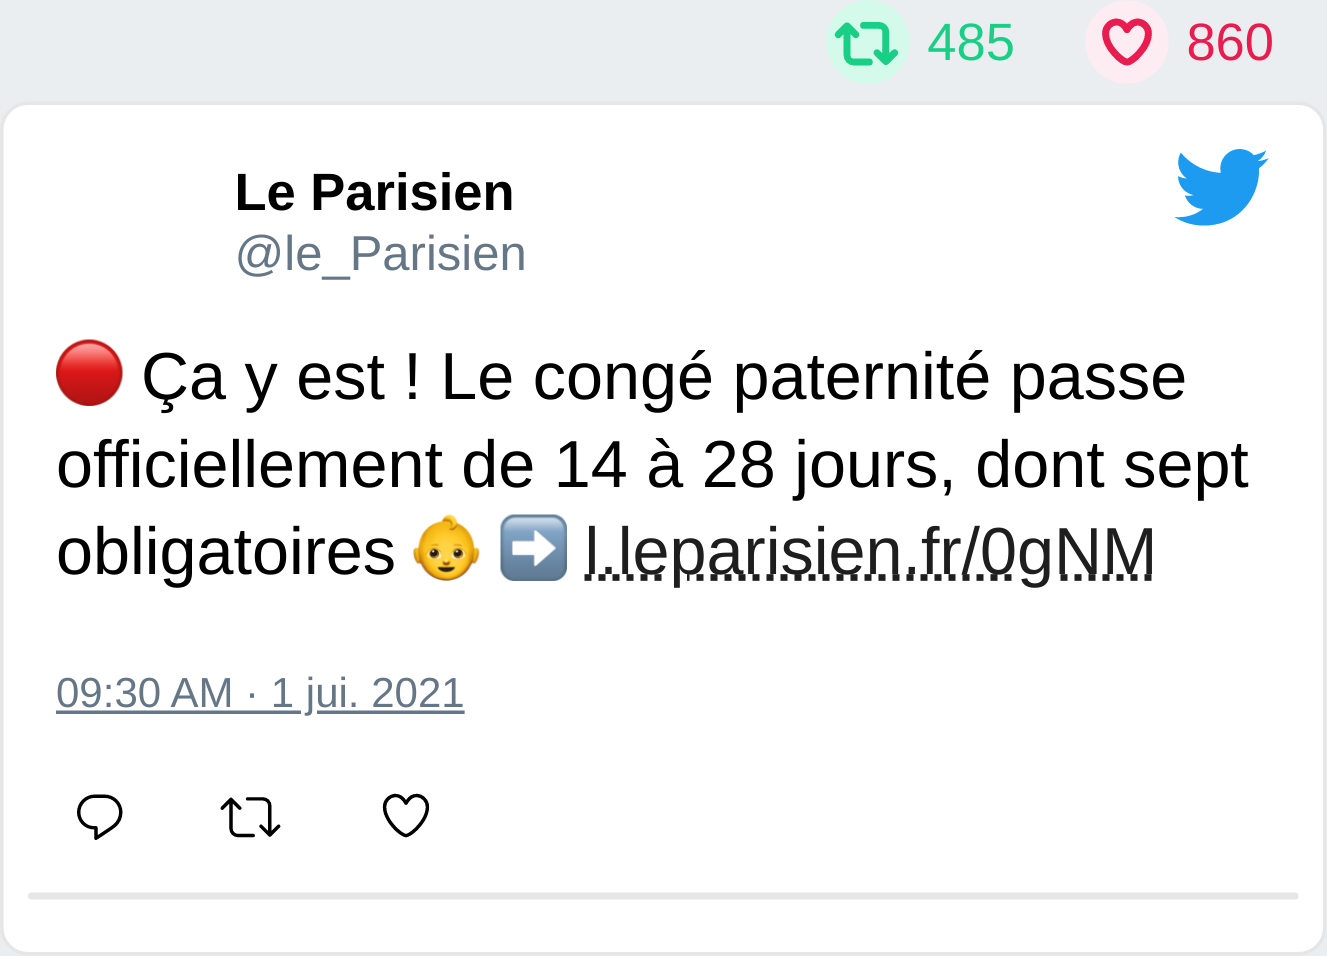 485 860
Le Parisien
@le_Parisien
🔴 Ça y est ! Le congé paternité passe
officiellement de 14 à 28 jours, dont sept
obligatoires 👶 ➡️ l.leparisien.fr/0gNM
09:30 AM · 1 jui. 2021